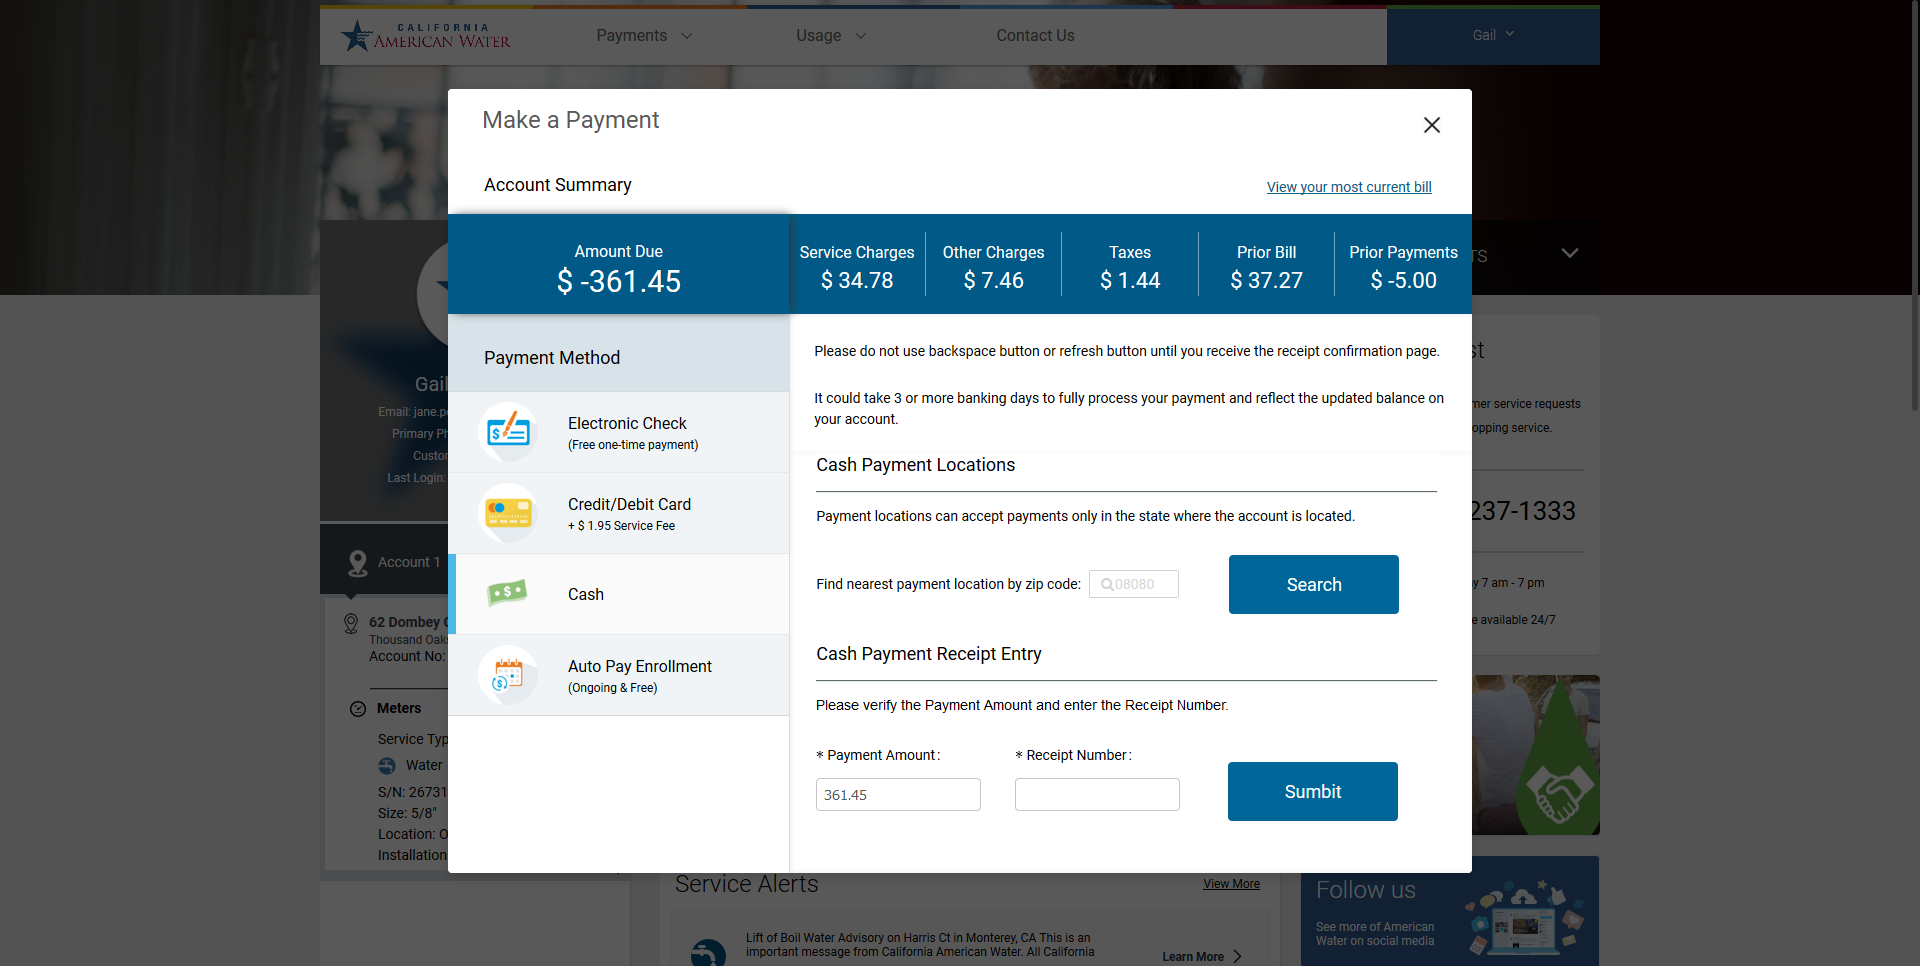 CALIFORNIA
AMERICAN WATER
Payments
Usage
Contact Us
Gail
Make a Payment
Account Summary
View your most current bill
Amount Due
$ -361.45
Service Charges
$ 34.78
Other Charges
$ 7.46
Taxes
$ 1.44
Prior Bill
$ 37.27
Prior Payments
$ -5.00
Payment Method
Electronic Check
(Free one-time payment)
Credit/Debit Card
+ $ 1.95 Service Fee
Cash
Auto Pay Enrollment
(Ongoing & Free)
Please do not use backspace button or refresh button until you receive the receipt confirmation page.
It could take 3 or more banking days to fully process your payment and reflect the updated balance on
your account.
Cash Payment Locations
Payment locations can accept payments only in the state where the account is located.
Find nearest payment location by zip code:
08080
Search
Cash Payment Receipt Entry
Please verify the Payment Amount and enter the Receipt Number.
* Payment Amount:
* Receipt Number:
361.45
Sumbit
Gail
Email: jane.p
Primary Ph
Custo
Last Login:
Account 1
62 Dombey
Thousand Oak
Account No:
Meters
Service Typ
Water
S/N: 26731
Size: 5/8"
Location: O
Installation
TS
st
mer service requests
opping service.
237-1333
y 7 am - 7 pm
e available 24/7
Service Alerts
View More
Lift of Boil Water Advisory on Harris Ct in Monterey, CA This is an
important message from California American Water. All California
Learn More
Follow us
See more of American
Water on social media